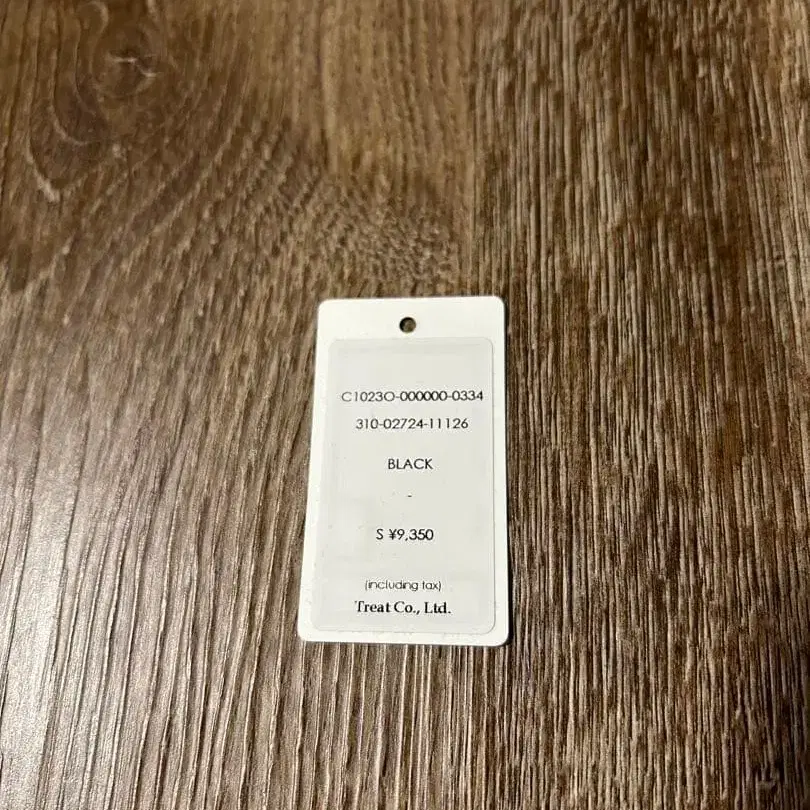 C1023O-000000-0334
310-02724-11126
BLACK
-
S ¥9,350
(including tax)
Treat Co., Ltd.